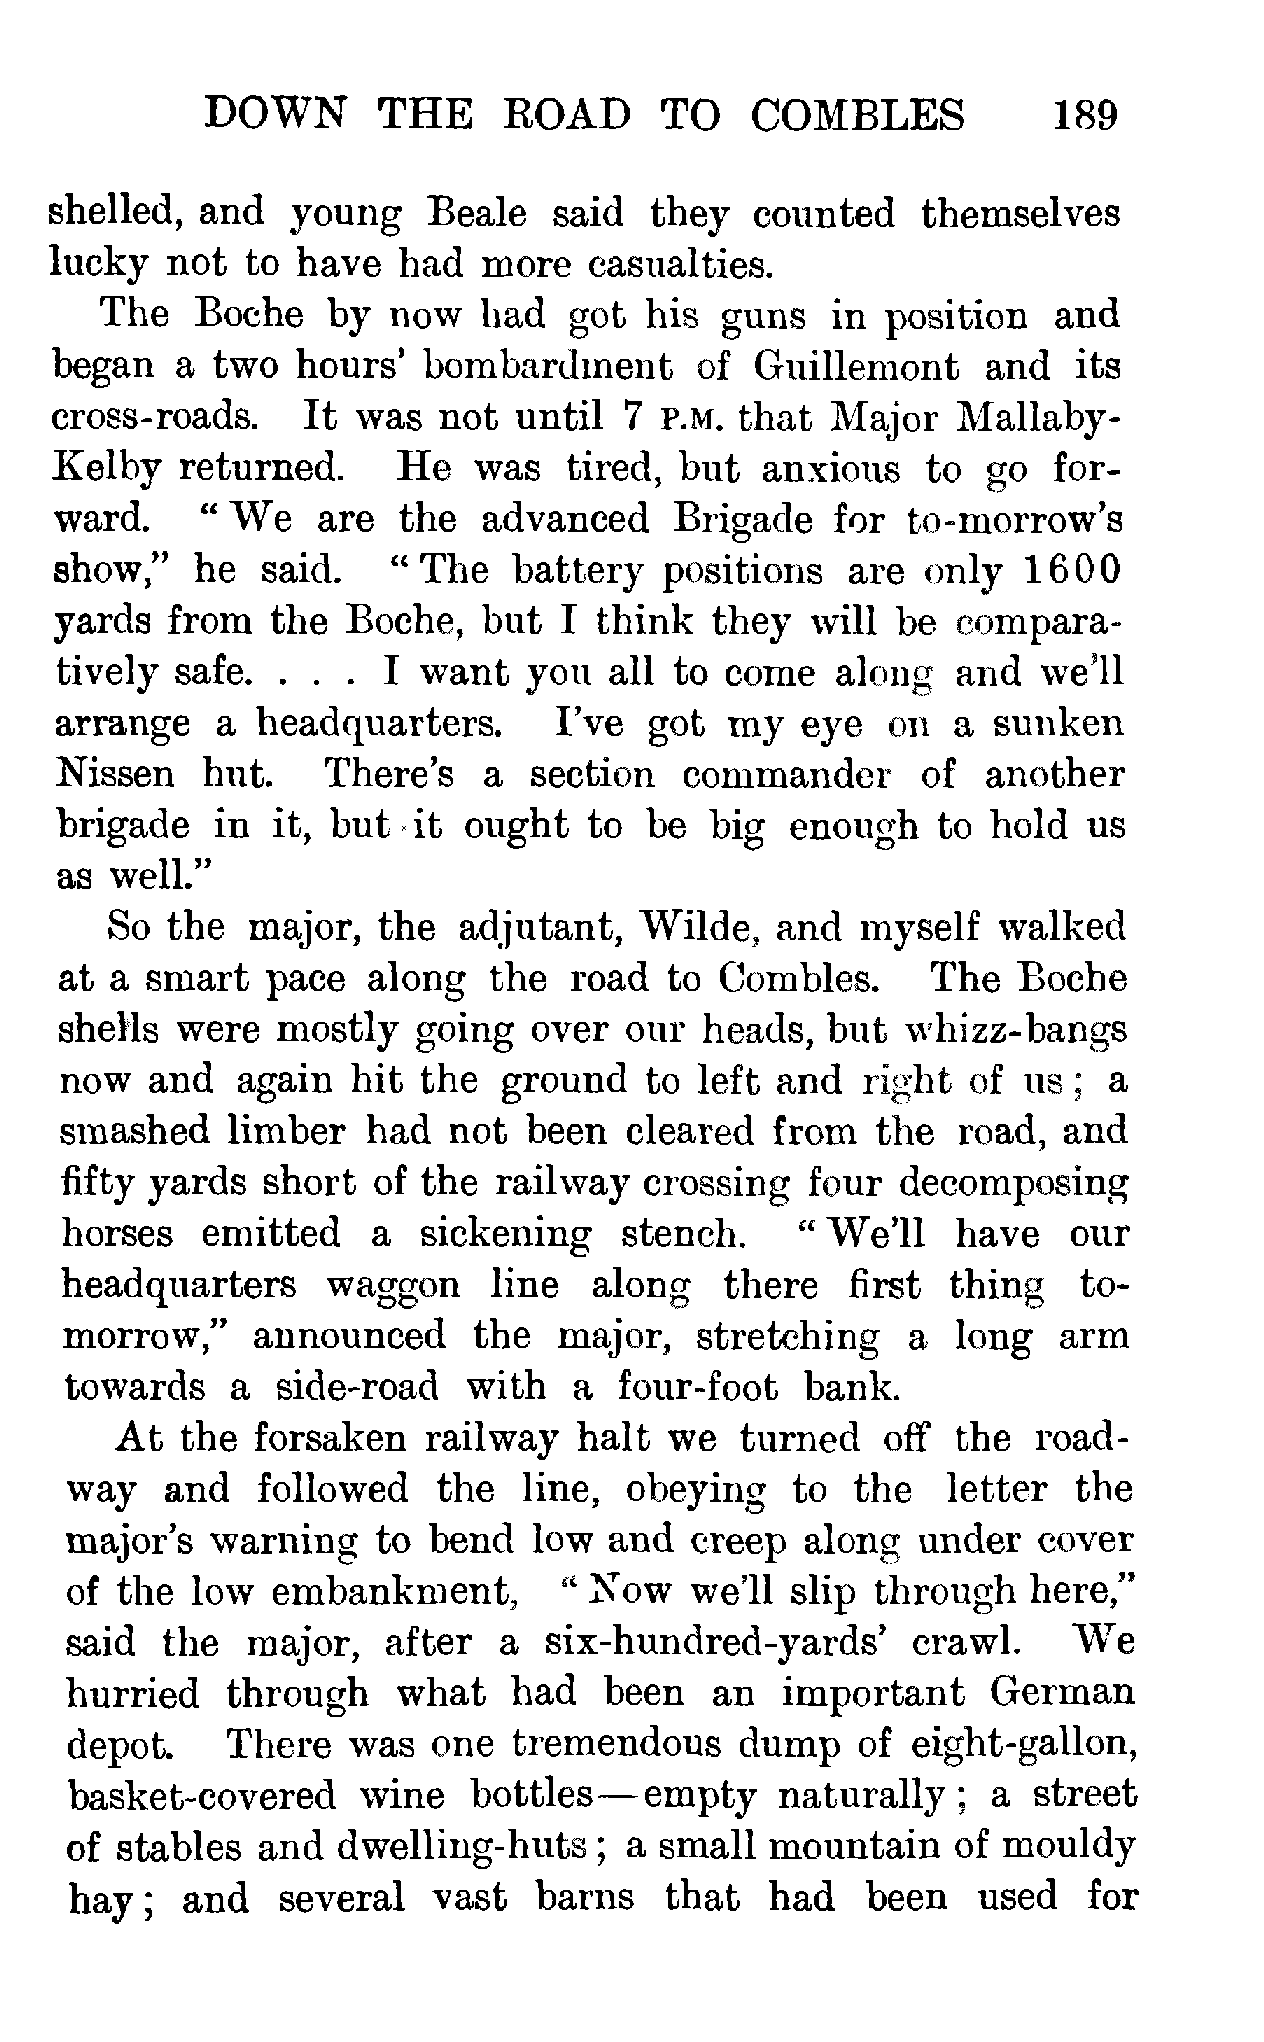 DOWN THE ROAD TO COMBLES 189
shelled, and young Beale said they counted themselves
lucky not to have had more casualties.
The Boche by now had got his guns in position and
began a two hours' bombardment of Guillemont and its
cross-roads. It was not until 7 P.M. that Major Mallaby-
Kelby returned. He was tired, but anxious to go for-
ward. “We are the advanced Brigade for to-morrow's
show,” he said. “The battery positions are only 1600
yards from the Boche, but I think they will be compara-
tively safe. . . . I want you all to come along and we'll
arrange a headquarters. I've got my eye on a sunken
Nissen hut. There's a section commander of another
brigade in it, but it ought to be big enough to hold us
as well.”
So the major, the adjutant, Wilde, and myself walked
at a smart pace along the road to Combles. The Boche
shells were mostly going over our heads, but whizz-bangs
now and again hit the ground to left and right of us; a
smashed limber had not been cleared from the road, and
fifty yards short of the railway crossing four decomposing
horses emitted a sickening stench. “We'll have our
headquarters waggon line along there first thing to-
morrow,” announced the major, stretching a long arm
towards a side-road with a four-foot bank.
At the forsaken railway halt we turned off the road-
way and followed the line, obeying to the letter the
major's warning to bend low and creep along under cover
of the low embankment, “Now we'll slip through here,”
said the major, after a six-hundred-yards' crawl. We
hurried through what had been an important German
depot. There was one tremendous dump of eight-gallon,
basket-covered wine bottles—empty naturally; a street
of stables and dwelling-huts; a small mountain of mouldy
hay; and several vast barns that had been used for